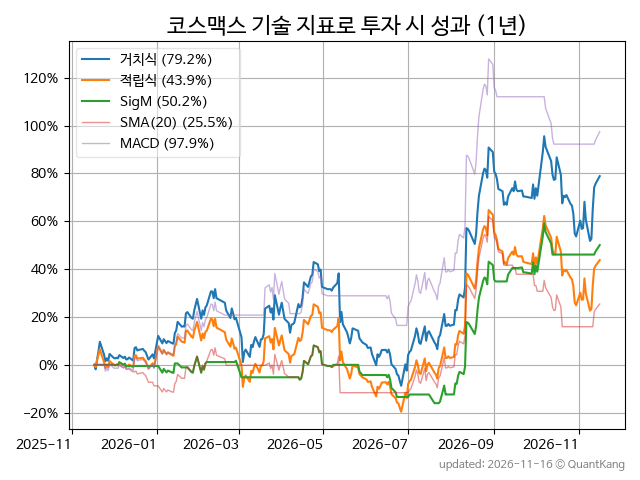 코스맥스 기술 지표로 투자 시 성과 (1년)
거치식 (79.2%)
적립식 (43.9%)
SigM (50.2%)
SMA(20) (25.5%)
MACD (97.9%)
120%
100%
80%
60%
40%
20%
0%
−20%
2025-11
2026-01
2026-03
2026-05
2026-07
2026-09
2026-11
updated: 2026-11-16 © QuantKang